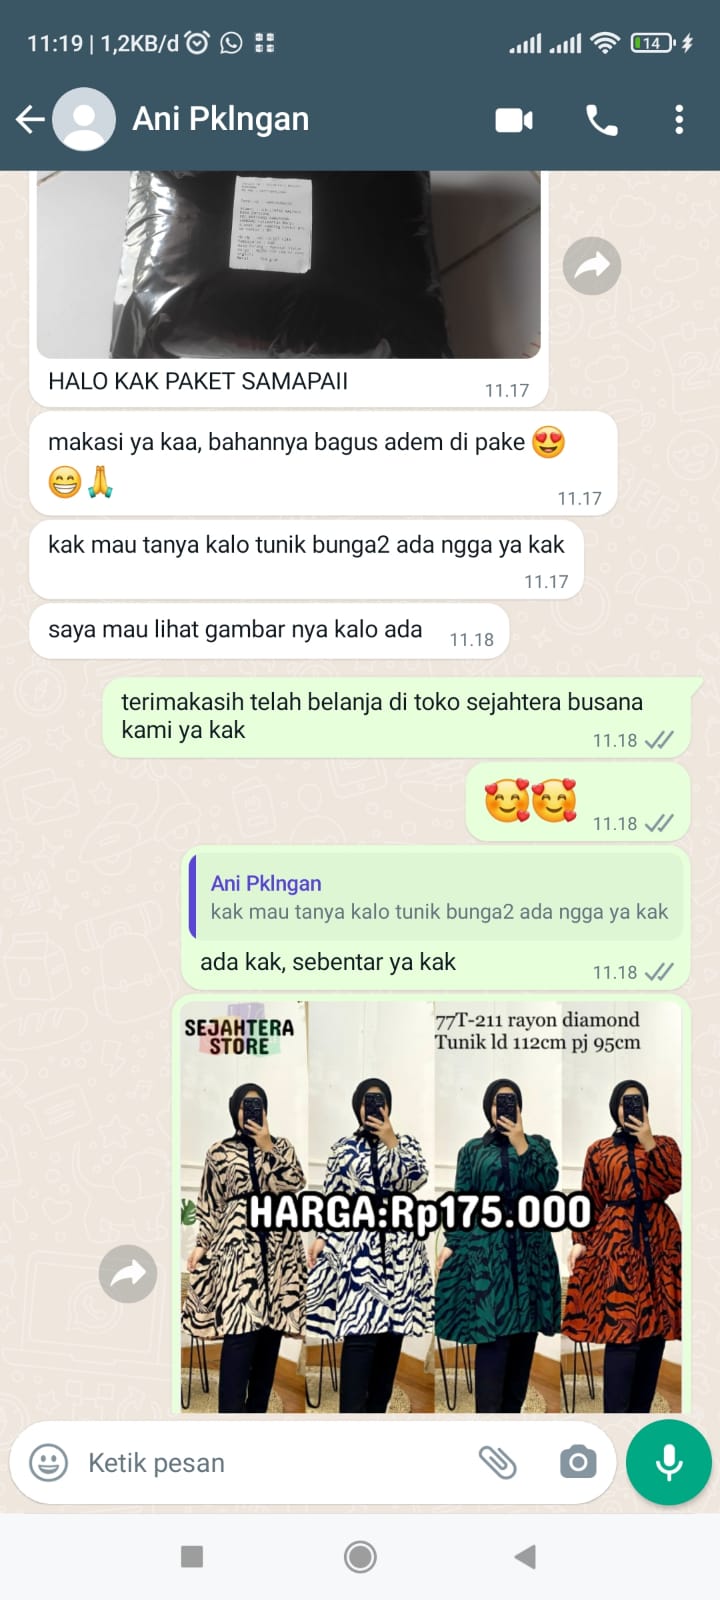 11:19 | 1,2KB/d
14
Ani Pklngan
HALO KAK PAKET SAMAPAII
11.17
makasi ya kaa, bahannya bagus adem di pake 😍
😁🙏
11.17
kak mau tanya kalo tunik bunga2 ada ngga ya kak
11.17
saya mau lihat gambar nya kalo ada
11.18
terimakasih telah belanja di toko sejahtera busana
kami ya kak
11.18
🥰🥰
11.18
Ani Pklngan
kak mau tanya kalo tunik bunga2 ada ngga ya kak
ada kak, sebentar ya kak
11.18
SEJAHTERA
STORE
77T-211 rayon diamond
Tunik ld 112cm pj 95cm
HARGA:Rp175.000
Ketik pesan